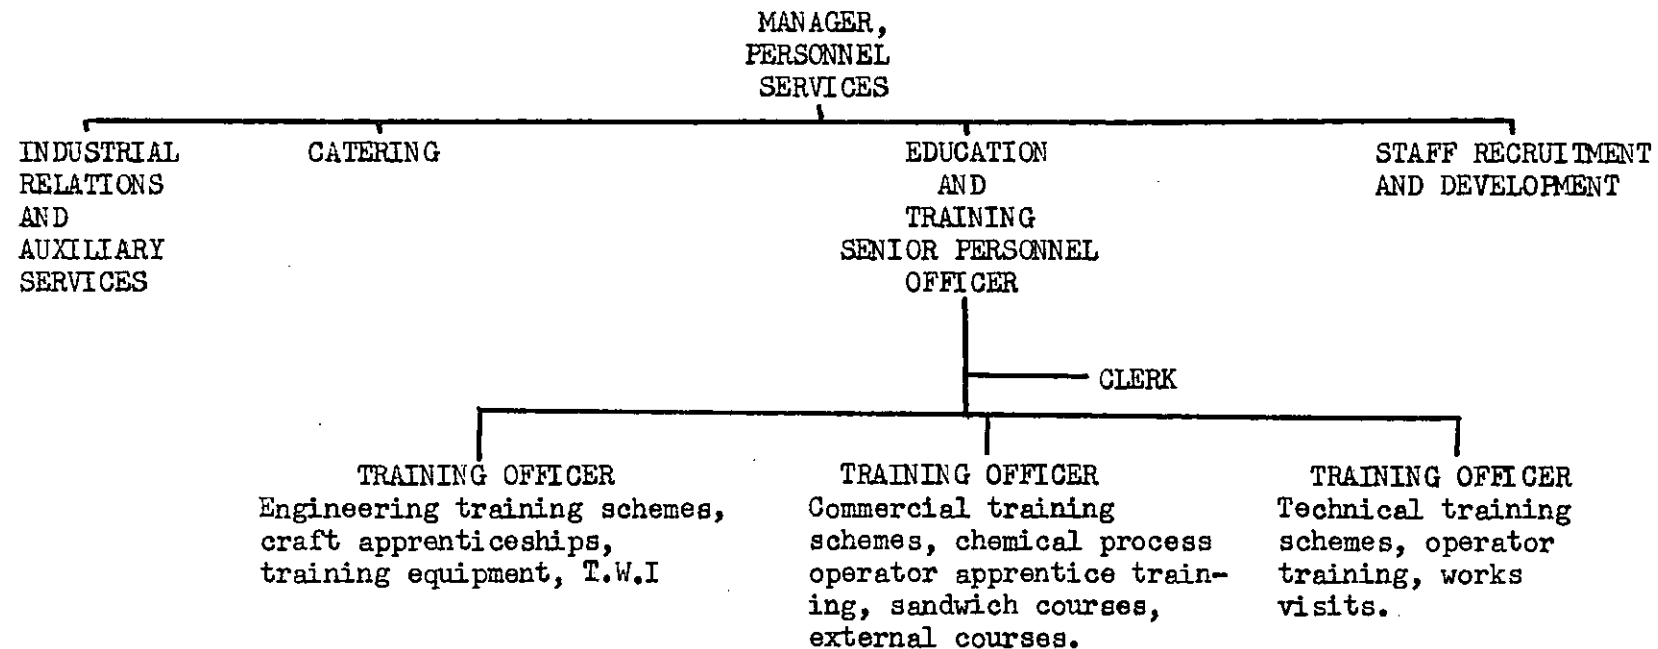 MANAGER,
PERSONNEL
SERVICES
INDUSTRIAL
RELATIONS
AND
AUXILIARY
SERVICES
CATERING
EDUCATION
AND
TRAINING
SENIOR PERSONNEL
OFFICER
STAFF RECRUITMENT
AND DEVELOPMENT
CLERK
TRAINING OFFICER
Engineering training schemes,
craft apprenticeships,
training equipment, T.W.I
TRAINING OFFICER
Commercial training
schemes, chemical process
operator apprentice train-
ing, sandwich courses,
external courses.
TRAINING OFFICER
Technical training
schemes, operator
training, works
visits.